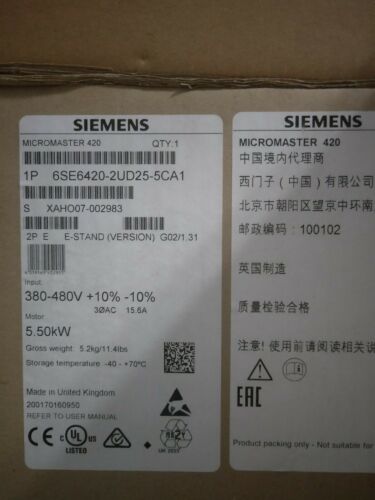 SIEMENS
MICROMASTER 420 QTY:1
1P 6SE6420-2UD25-5CA1
S XAHO07-002983
2P E E-STAND (VERSION) G02/1.31
Input:
380-480V +10% -10%
3ØAC 15.6A
Motor
5.50kW
Gross weight: 5.2kg/11.4lbs
Storage temperature -40 - +70°C
Made in United Kingdom
200170160950
REFER TO USER MANUAL
CE
UL
LISTED
SIEMENS
MICROMASTER 420
中国境内代理商
西门子（中国）有限公司
北京市朝阳区望京中环南
邮政编码：100102
英国制造
质量检验合格
注意！使用前请阅读相关说
EAC
Product packing only - Not suitable for